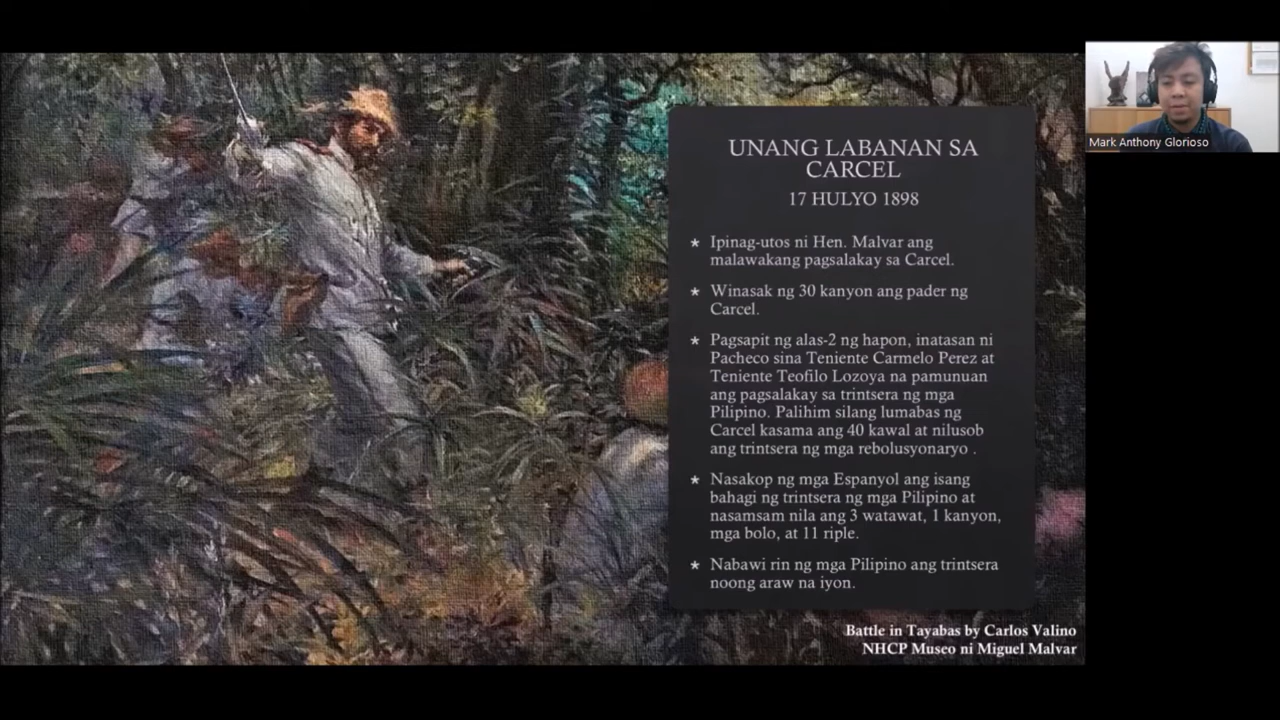 UNANG LABANAN SA
CARCEL
17 HULYO 1898
Ipinag-utos ni Hen. Malvar ang
malawakang pagsalakay sa Carcel.
Winasak ng 30 kanyon ang pader ng
Carcel.
Pagsapit ng alas-2 ng hapon, inatasan ni
Pacheco sina Teniente Carmelo Perez at
Teniente Teofilo Lozoya na pamunuan
ang pagsalakay sa trintsera ng mga
Pilipino. Palihim silang lumabas ng
Carcel kasama ang 40 kawal at nilusob
ang trintsera ng mga rebolusyonaryo .
Nasakop ng mga Espanyol ang isang
bahagi ng trintsera ng mga Pilipino at
nasamsam nila ang 3 watawat, 1 kanyon,
mga bolo, at 11 riple.
Nabawi rin ng mga Pilipino ang trintsera
noong araw na iyon.
Battle in Tayabas by Carlos Valino
NHCP Museo ni Miguel Malvar
Mark Anthony Glorioso